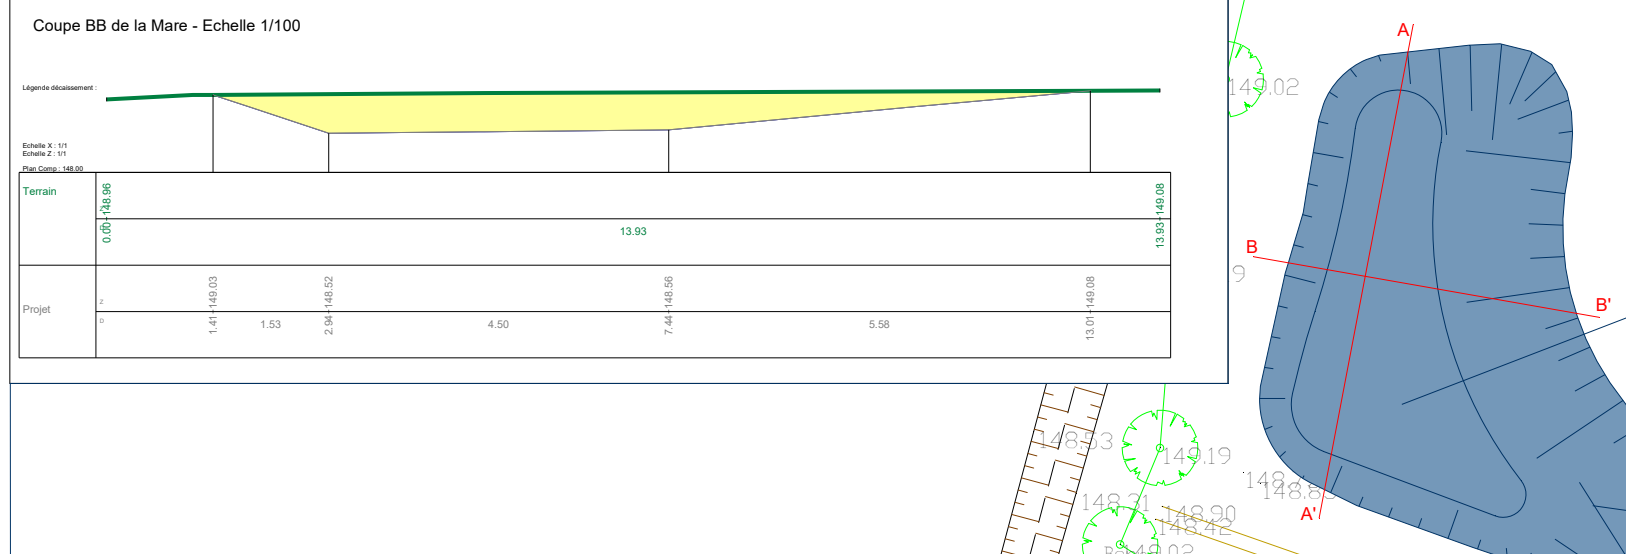 Coupe BB de la Mare - Echelle 1/100
Légende décaissement :
Echelle X : 1/1
Echelle Z : 1/1
Plan Comp : 148.00
Terrain
Z
D
0.00 148.96
13.93
13.93 149.08
Projet
Z
D
1.41 149.03
1.53
2.94 148.52
4.50
7.44 148.56
5.58
13.01 149.08
149.02
A
B
9
B'
A'
148.53
149.19
148.31
148.90
148.42
149.02